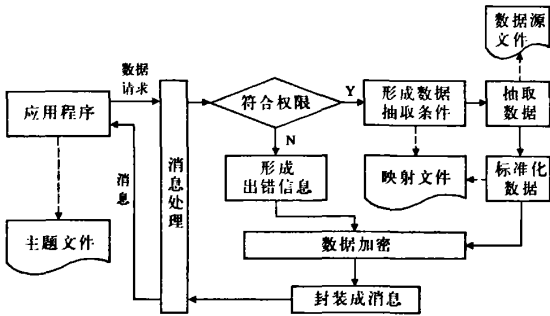 数据源
文件
数据
请求
应用程序
消息处理
符合权限
Y
形成数据
抽取条件
抽取
数据
N
消息
形成
出错信息
映射文件
标准化
数据
主题文件
数据加密
封装成消息